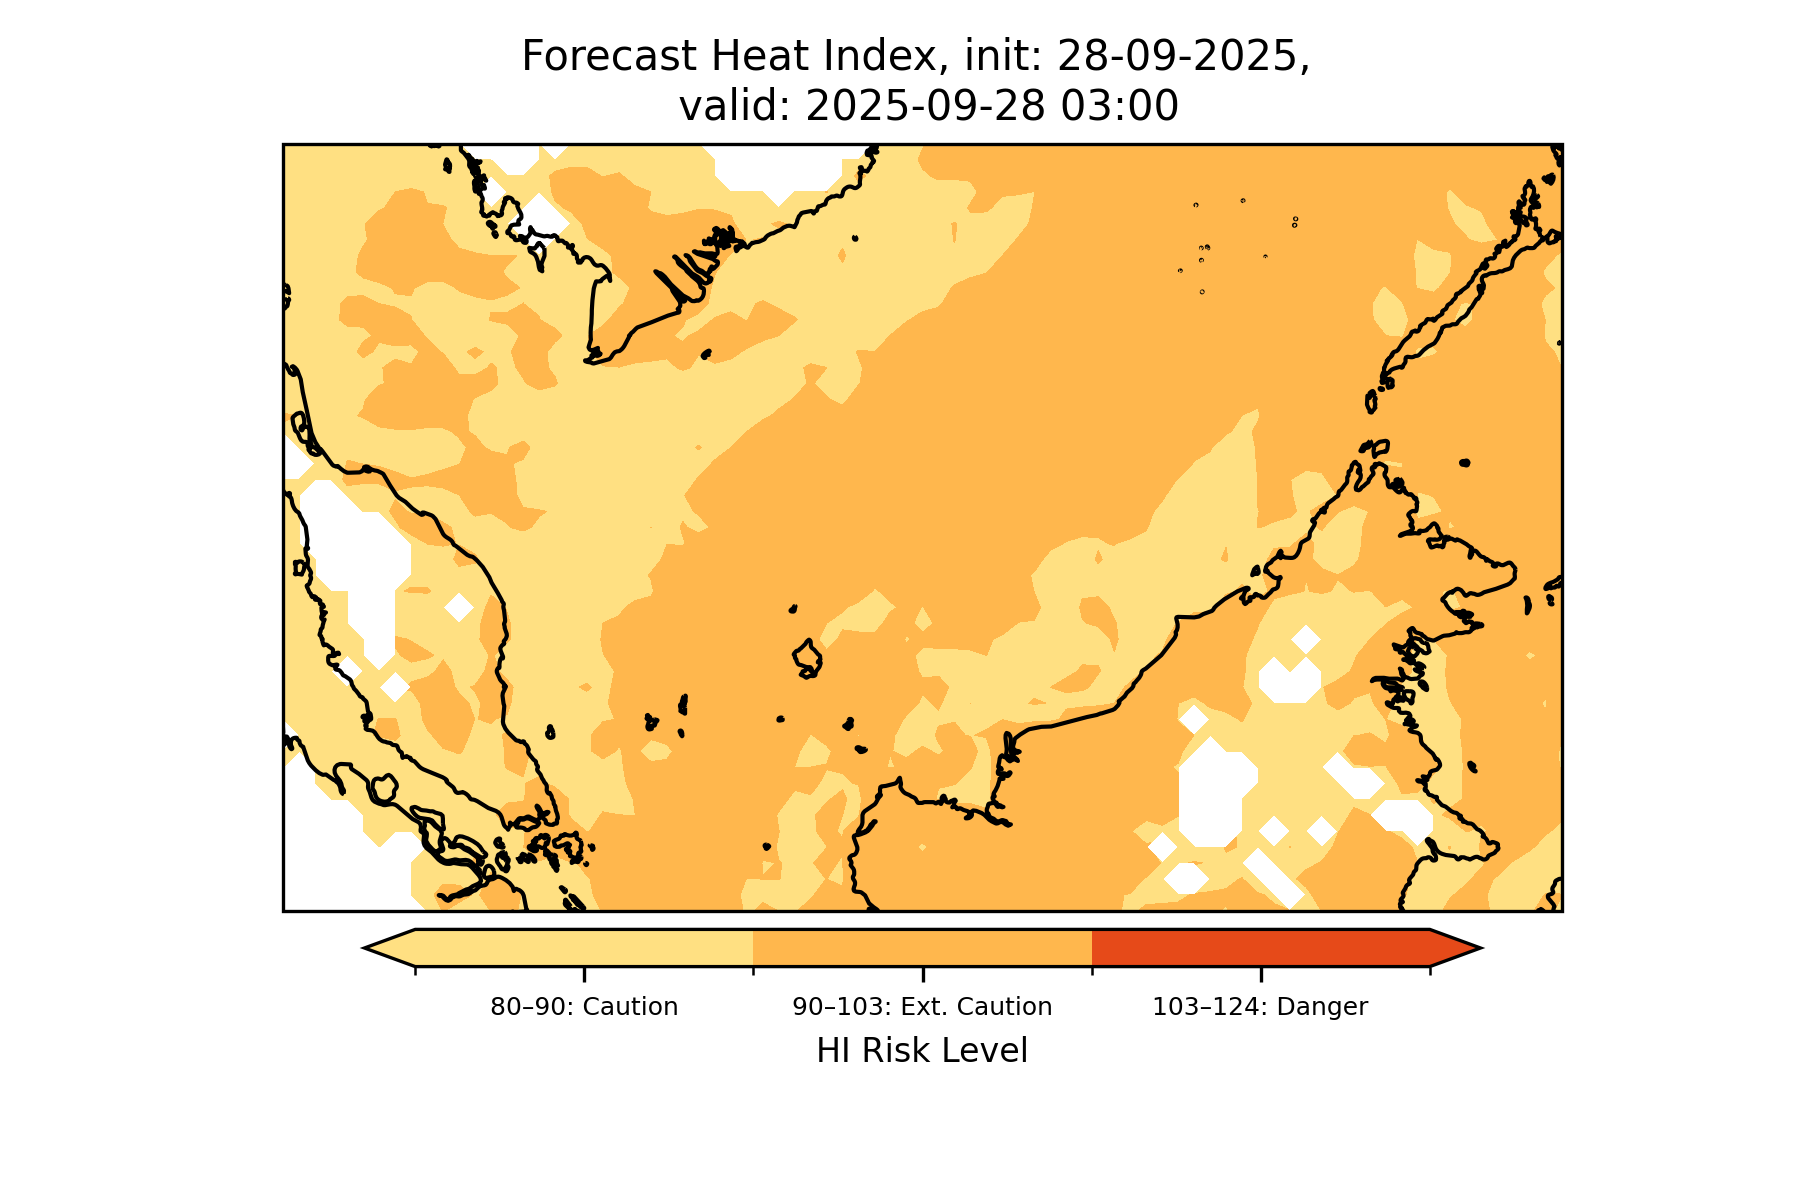 Forecast Heat Index, init: 28-09-2025,
valid: 2025-09-28 03:00
80–90: Caution
90–103: Ext. Caution
103–124: Danger
HI Risk Level